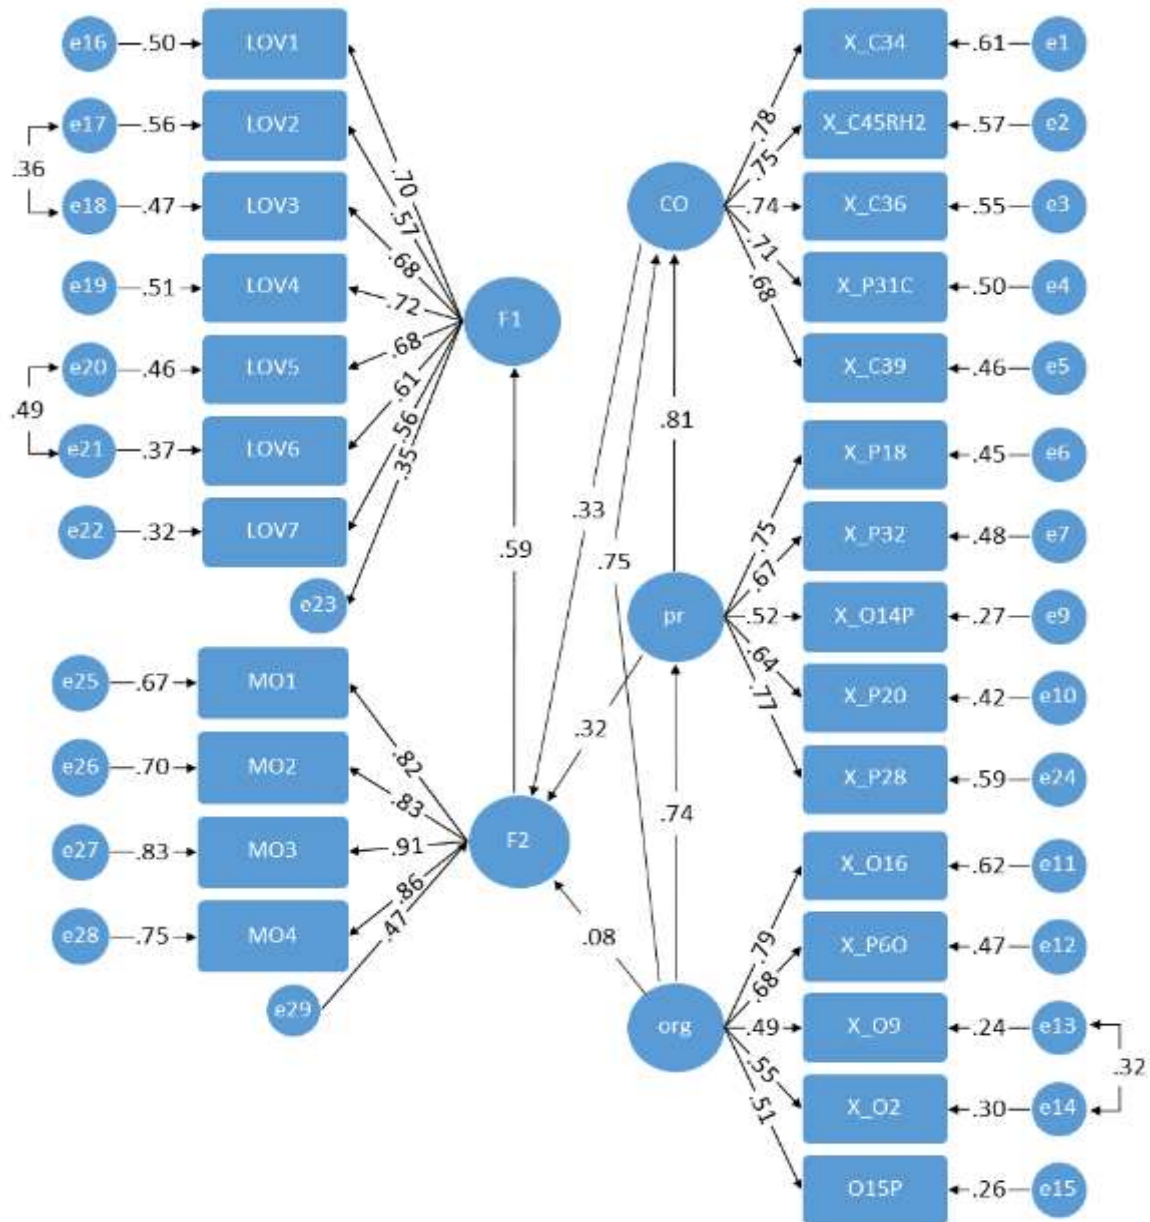 e16 .50 LOV1
e17 .56 LOV2
.36
e18 .47 LOV3
e19 .51 LOV4
e20 .46 LOV5
.49
e21 .37 LOV6
e22 .32 LOV7
e23
.70
.57
.68
.72
.68
.61
.56
.35
F1
.59
e25 .67 MO1
e26 .70 MO2
e27 .83 MO3
e28 .75 MO4
e29
.82
.83
.91
.86
.47
F2
.33
.75
.32
.08
CO
.81
pr
.74
org
.78
.75
.74
.71
.68
X_C34 .61 e1
X_C45RH2 .57 e2
X_C36 .55 e3
X_P31C .50 e4
X_C39 .46 e5
.75
.67
.52
.64
.77
X_P18 .45 e6
X_P32 .48 e7
X_O14P .27 e9
X_P20 .42 e10
X_P28 .59 e24
.79
.68
.49
.55
.51
X_O16 .62 e11
X_P6O .47 e12
X_O9 .24 e13
.32
X_O2 .30 e14
O15P .26 e15